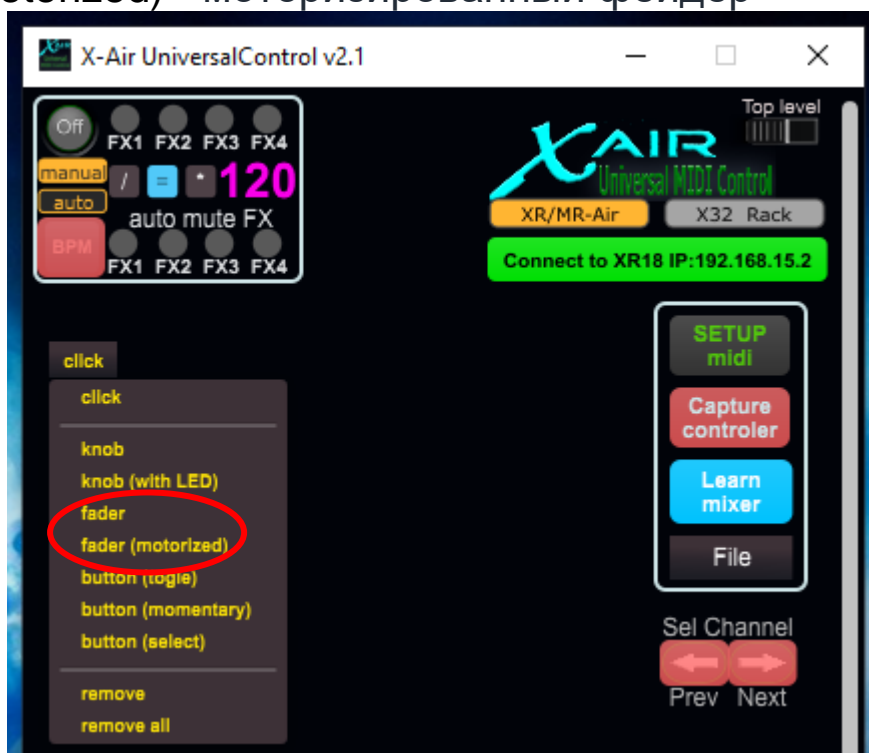 моторизированный фейдер
X-Air UniversalControl v2.1
Off
FX1 FX2 FX3 FX4
manual / = * 120
auto
auto mute FX
BPM
FX1 FX2 FX3 FX4
Top level
XAIR
Universal MIDI Control
XR/MR-Air X32 Rack
Connect to XR18 IP:192.168.15.2
click
click
knob
knob (with LED)
fader
fader (motorized)
button (togle)
button (momentary)
button (select)
remove
remove all
SETUP
midi
Capture
controler
Learn
mixer
File
Sel Channel
Prev Next